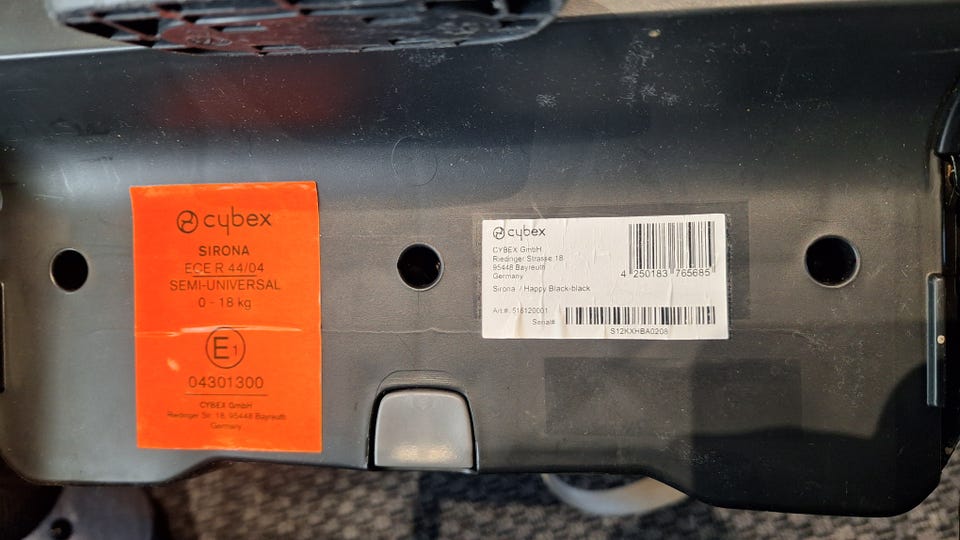 cybex
SIRONA
ECE R 44/04
SEMI-UNIVERSAL
0 - 18 kg
E1
04301300
CYBEX GmbH
Riedinger Str. 18, 95448 Bayreuth
Germany
cybex
CYBEX GmbH
Riedinger Strasse 18
95448 Bayreuth
Germany
4 250183 765685
Sirona / Happy Black-black
Art.#: 515120001
Serial#
S12KXHBA0208